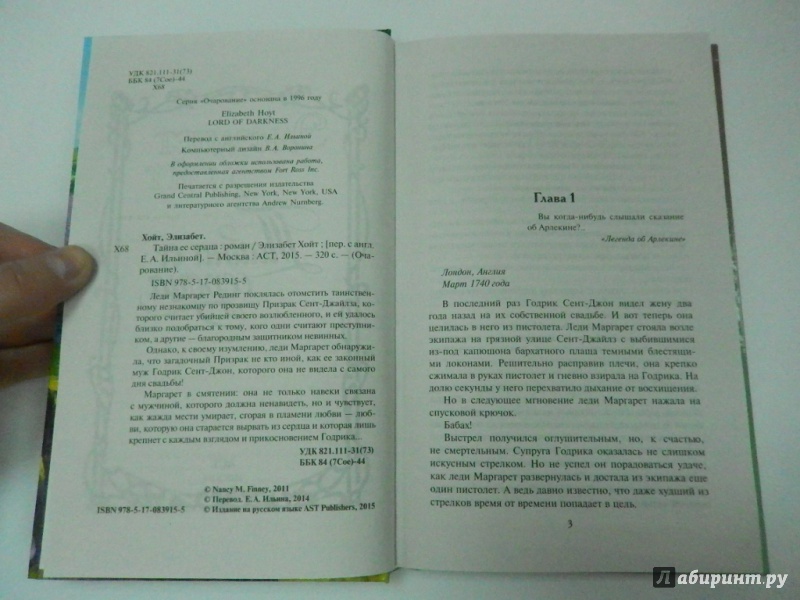 УДК 821.111-31(73)
ББК 84 (7Сое)-44
Х68
Серия «Очарование» основана в 1996 году
Elizabeth Hoyt
LORD OF DARKNESS
Перевод с английского Е.А. Ильиной
Компьютерный дизайн В.А. Воронина
В оформлении обложки использована работа,
предоставленная агентством Fort Ross Inc.
Печатается с разрешения издательства
Grand Central Publishing, New York, New York, USA
и литературного агентства Andrew Nurnberg.
Хойт, Элизабет.
Х68 Тайна ее сердца : роман / Элизабет Хойт ; [пер. с англ.
Е. А. Ильиной]. — Москва : АСТ, 2015. — 320 с. — (Оча-
рование).
ISBN 978-5-17-083915-5
Леди Маргарет Рединг поклялась отомстить таинствен-
ному незнакомцу по прозвищу Призрак Сент-Джайлза, ко-
торого считает убийцей своего возлюбленного, и ей удалось
близко подобраться к тому, кого одни считают преступни-
ком, а другие — благородным защитником невинных.
Однако, к своему изумлению, леди Маргарет обнаружи-
ла, что загадочный Призрак не кто иной, как ее законный
муж Годрик Сент-Джон, которого она не видела с самого
дня свадьбы!
Маргарет в смятении: она не только навеки связана
с мужчиной, которого должна ненавидеть, но и чувствует,
как жажда мести умирает, сгорая в пламени любви — люб-
ви, которую она старается вырвать из сердца и которая лишь
крепнет с каждым взглядом и прикосновением Годрика...
УДК 821.111-31(73)
ББК 84 (7Сое)-44
© Nancy M. Finney, 2011
© Перевод. Е.А. Ильина, 2014
ISBN 978-5-17-083915-5 © Издание на русском языке AST Publishers, 2015
Глава 1
Вы когда-нибудь слышали сказание
об Арлекине?..
«Легенда об Арлекине»
Лондон, Англия
Март 1740 года
В последний раз Годрик Сент-Джон видел жену два
года назад на их собственной свадьбе. И вот теперь она
целилась в него из пистолета. Леди Маргарет стояла возле
экипажа на грязной улице Сент-Джайлз с выбившимися
из-под капюшона бархатного плаща темными блестящи-
ми локонами. Решительно расправив плечи, она крепко
сжимала в руках пистолет и гневно взирала на Годрика. На
долю секунды у него перехватило дыхание от восхищения.
Но в следующее мгновение леди Маргарет нажала на
спусковой крючок.
Бабах!
Выстрел получился оглушительным, но, к счастью,
не смертельным. Супруга Годрика оказалась не слишком
искусным стрелком. Но не успел он порадоваться удаче,
как леди Маргарет развернулась и достала из экипажа еще
один пистолет. А ведь давно известно, что даже худший из
стрелков время от времени попадает в цель.
3
Лабиринт.ру